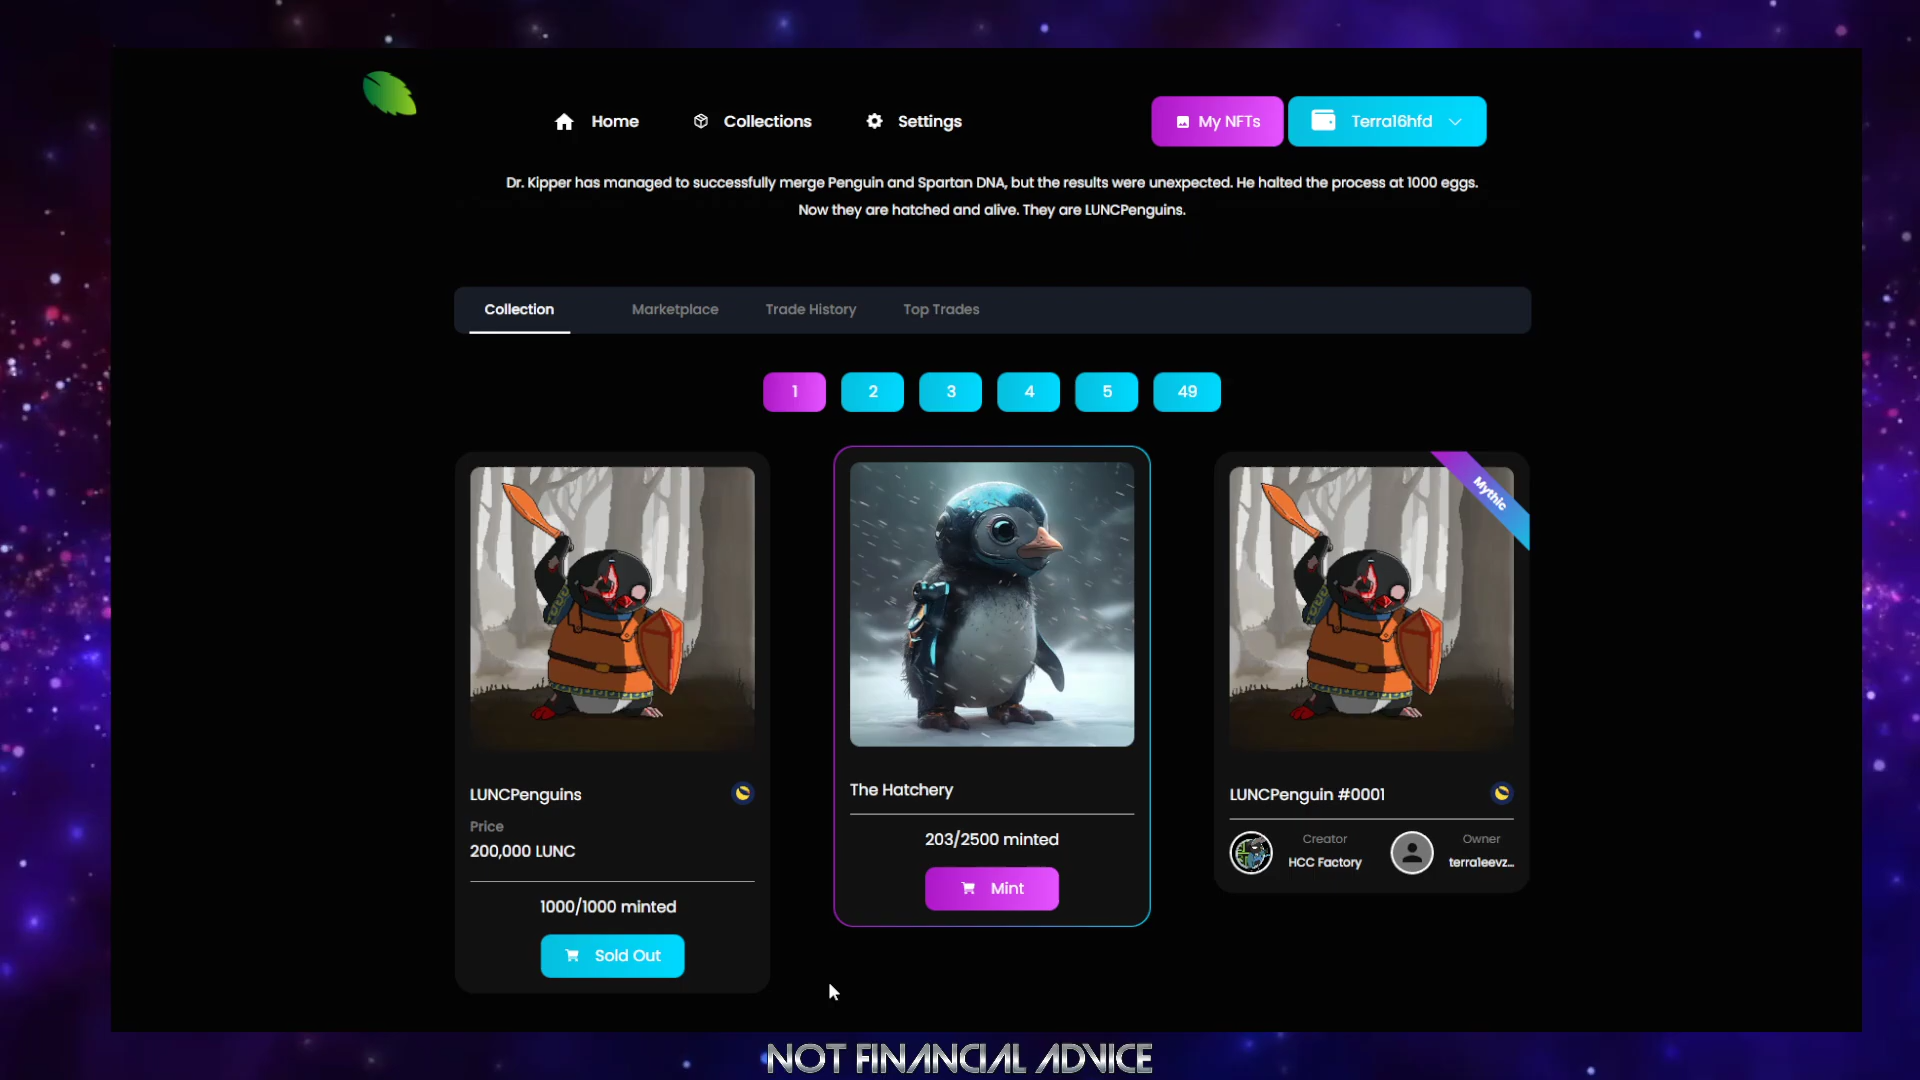 Home
Collections
Settings
My NFTs
Terra16hfd
Dr. Kipper has managed to successfully merge Penguin and Spartan DNA, but the results were unexpected. He halted the process at 1000 eggs.
Now they are hatched and alive. They are LUNCPenguins.
Collection
Marketplace
Trade History
Top Trades
1
2
3
4
5
49
LUNCPenguins
Price
200,000 LUNC
1000/1000 minted
Sold Out
The Hatchery
203/2500 minted
Mint
Mythic
LUNCPenguin #0001
Creator
HCC Factory
Owner
terra1eevz...
NOT FINANCIAL ADVICE